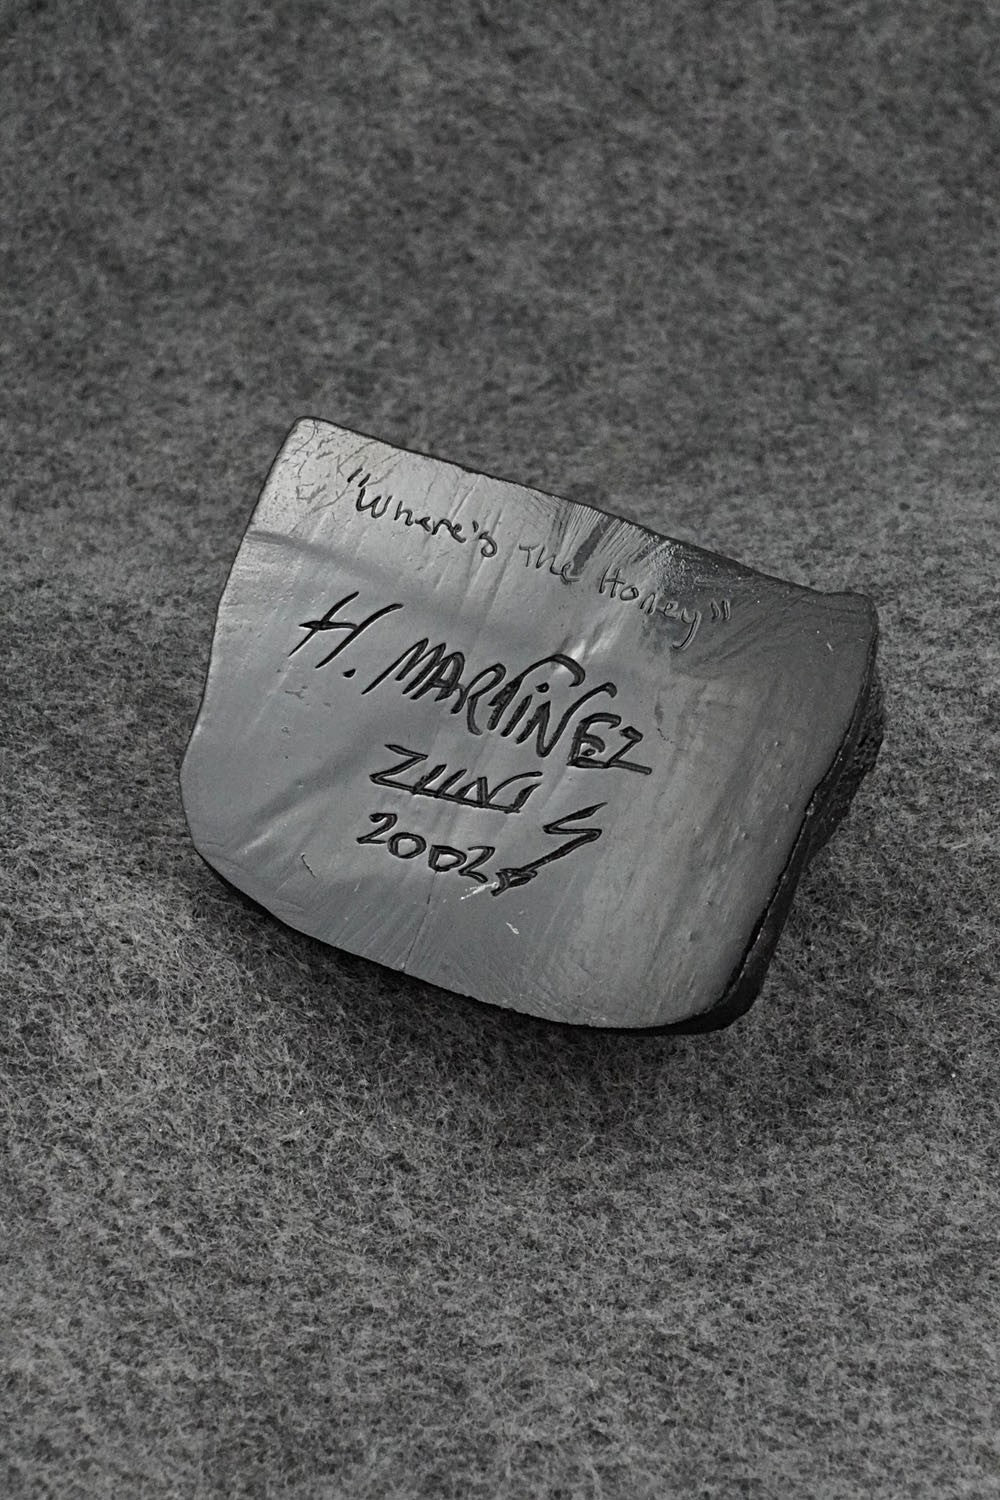 "Where's The Honey"
H. MARTINEZ
ZUNI
2002